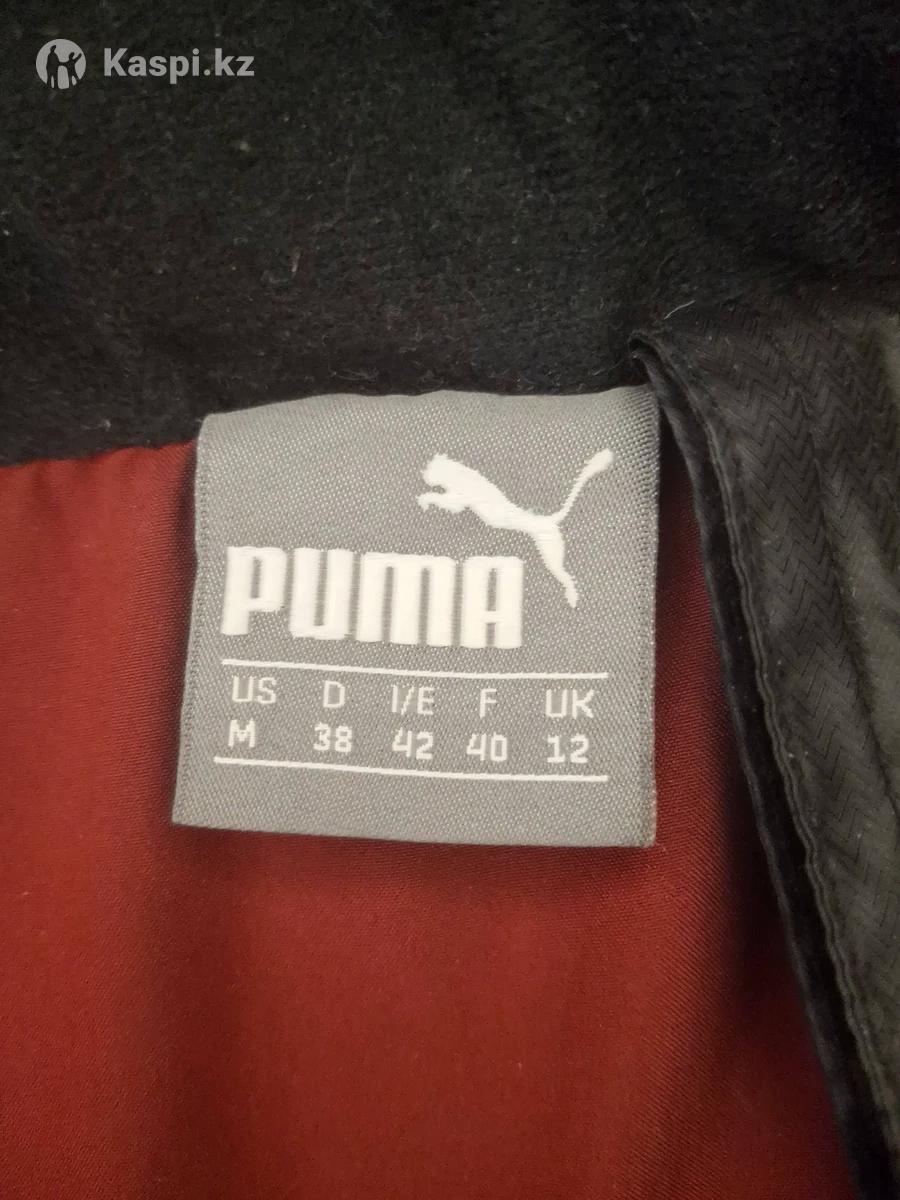 Kaspi.kz
PUMA
US D I/E F UK
M 38 42 40 12